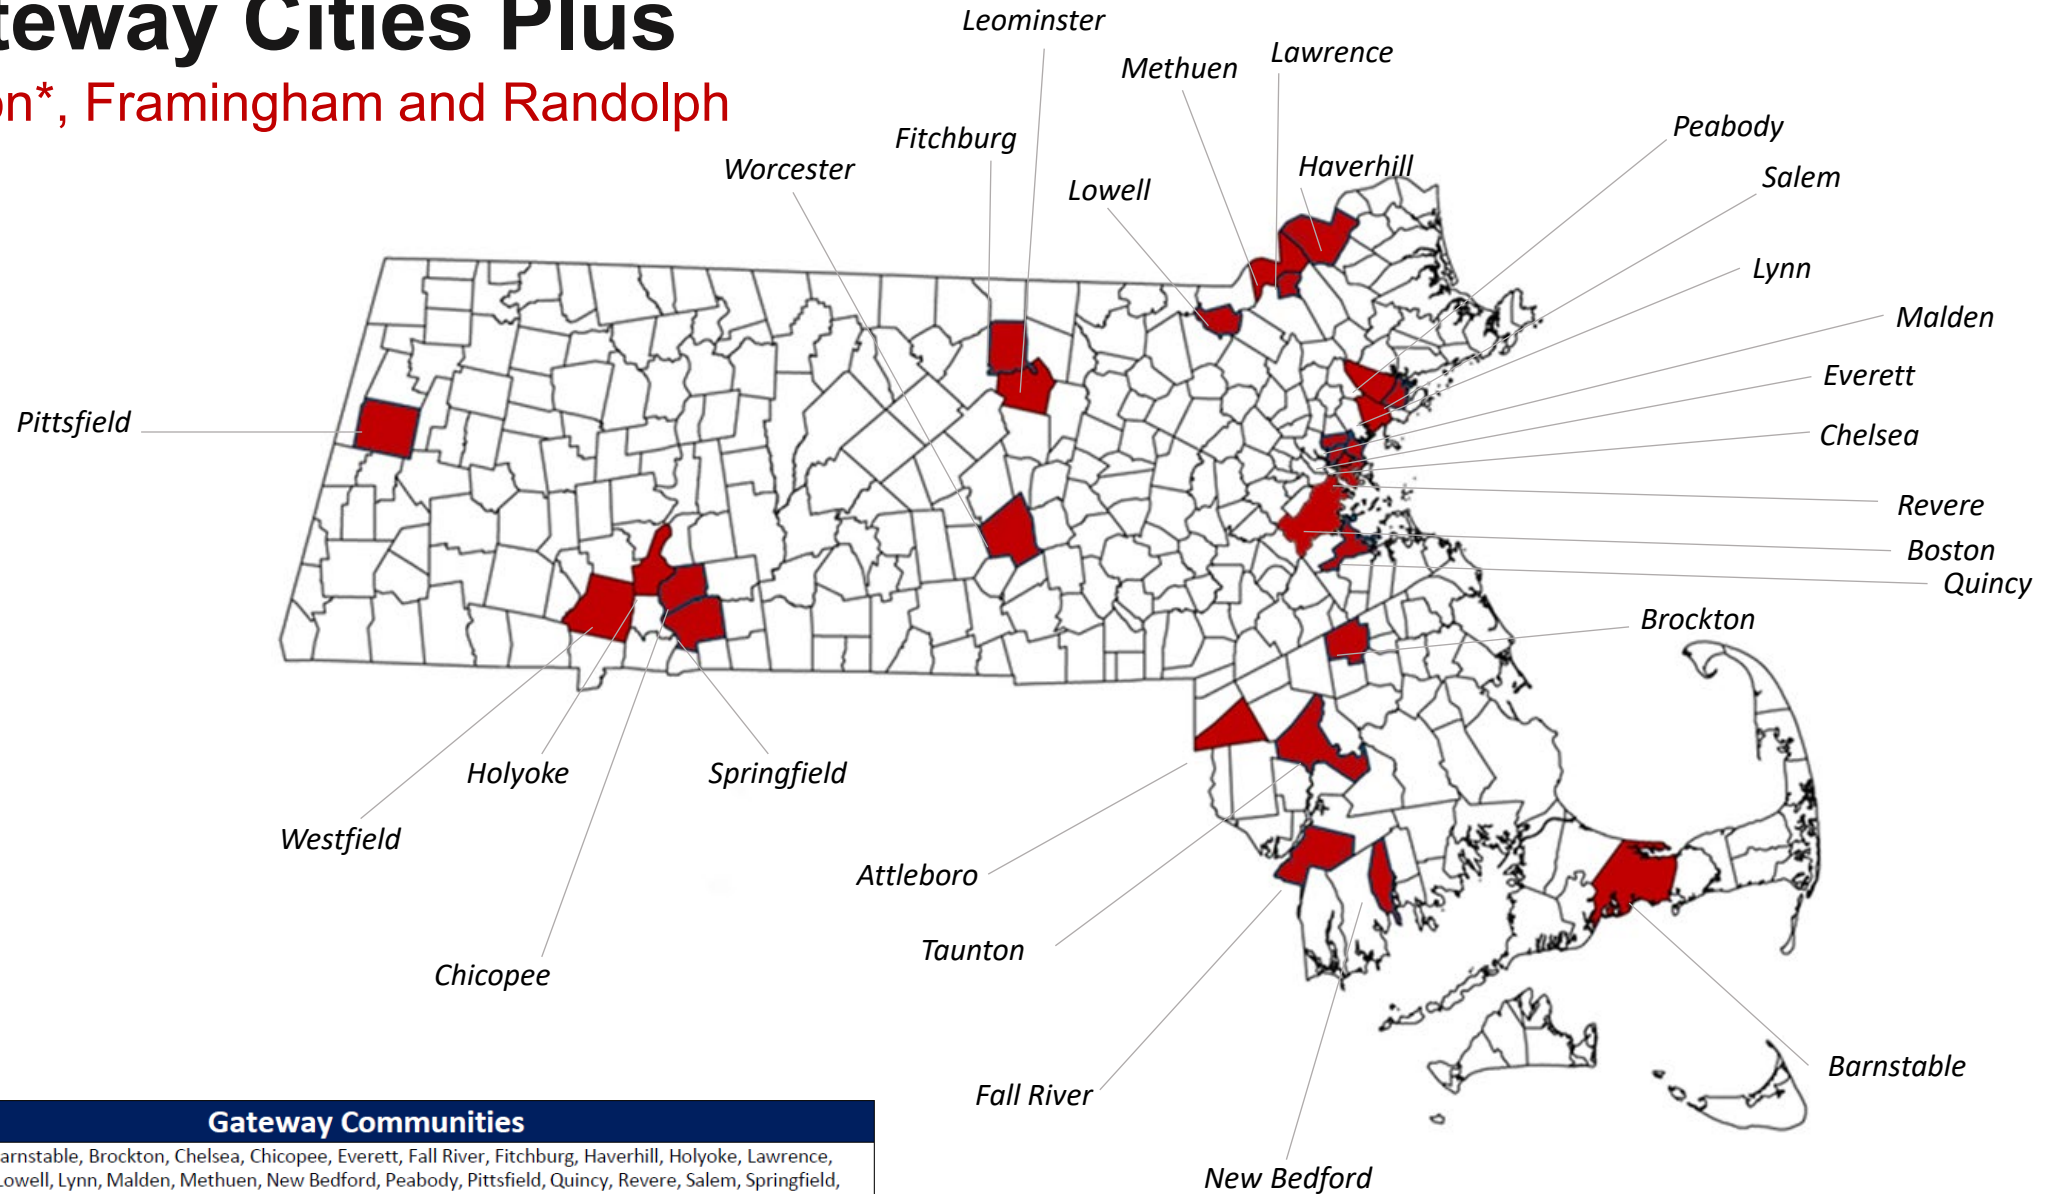 teway Cities Plus
on*, Framingham and Randolph
Leominster
Lawrence
Methuen
Peabody
Fitchburg
Haverhill
Worcester
Salem
Lowell
Lynn
Malden
Everett
Pittsfield
Chelsea
Revere
Boston
Quincy
Brockton
Holyoke
Springfield
Westfield
Attleboro
Taunton
Chicopee
Barnstable
Fall River
New Bedford
Gateway Communities
arnstable, Brockton, Chelsea, Chicopee, Everett, Fall River, Fitchburg, Haverhill, Holyoke, Lawrence,
Lowell, Lynn, Malden, Methuen, New Bedford, Peabody, Pittsfield, Quincy, Revere, Salem, Springfield,